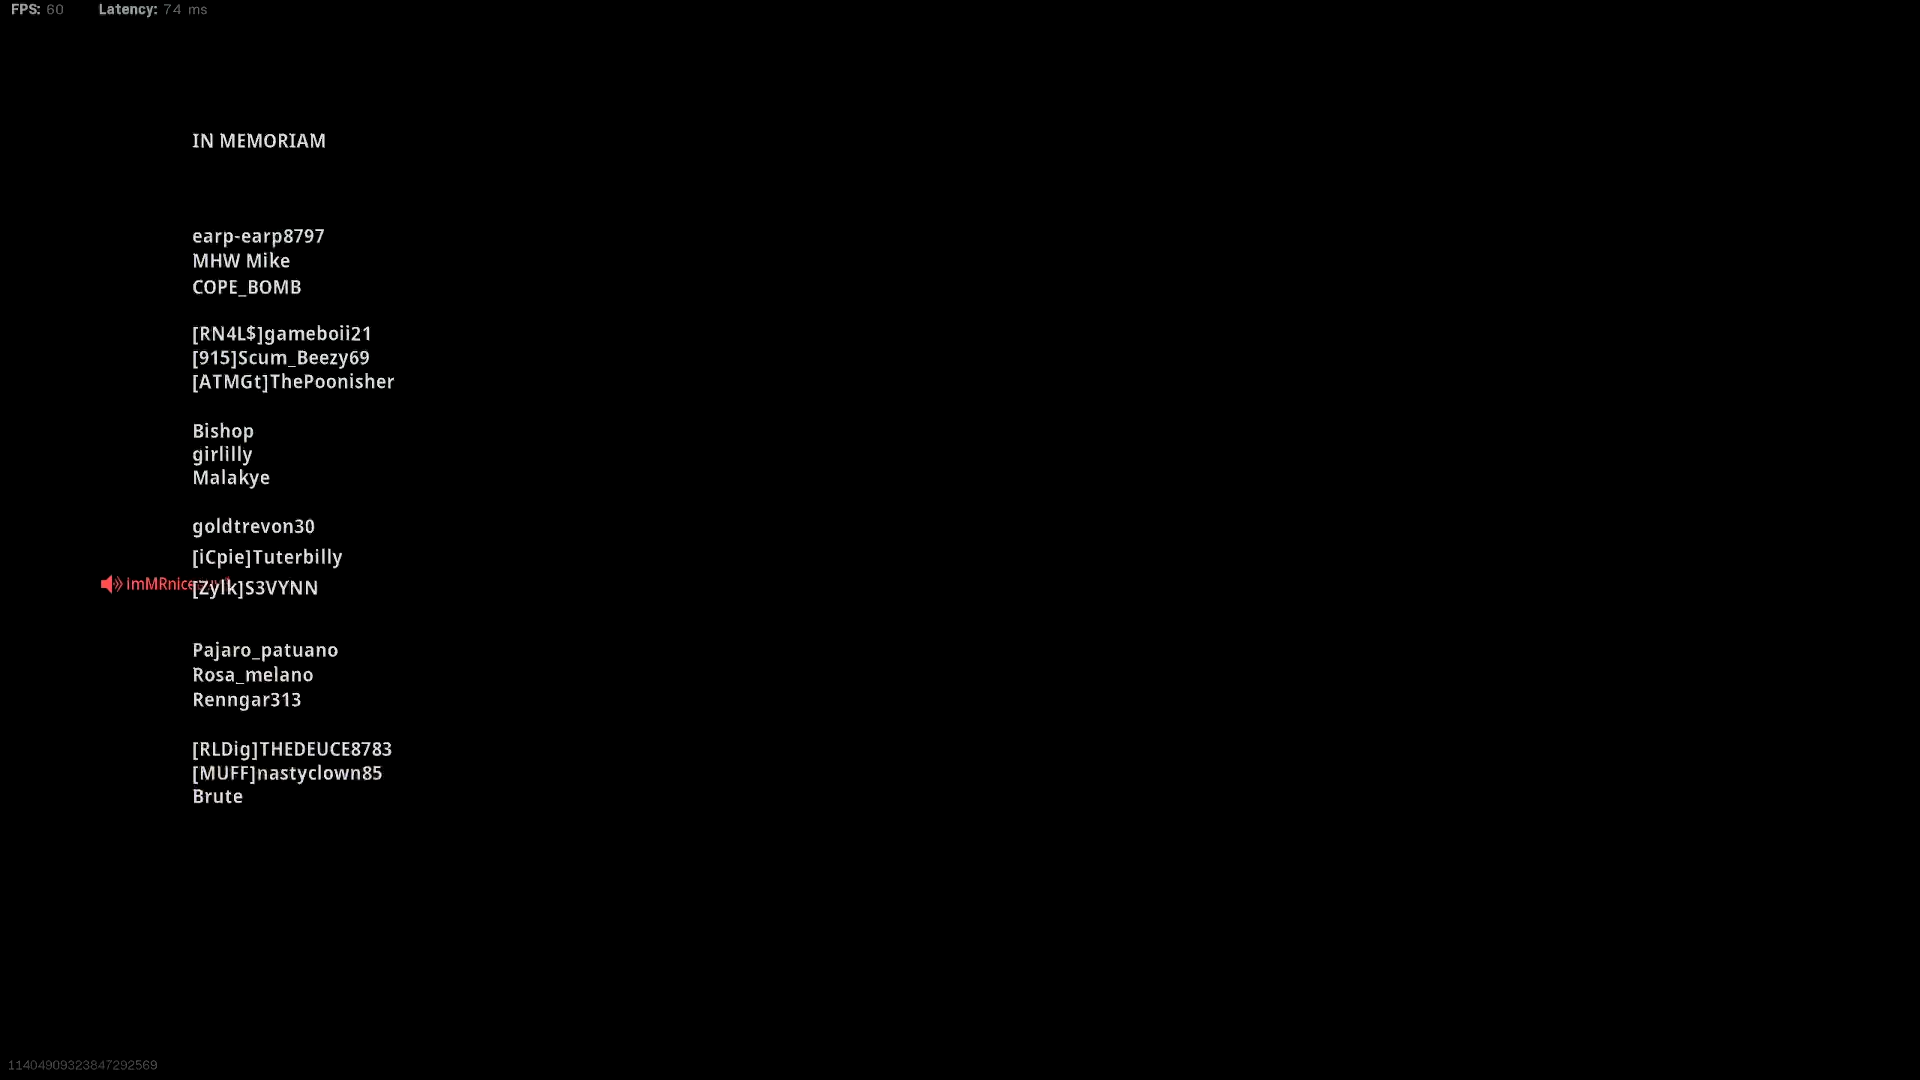 FPS: 60 Latency: 74 ms
IN MEMORIAM
earp-earp8797
MHW Mike
COPE_BOMB
[RN4L$]gameboii21
[915]Scum_Beezy69
[ATMGt]ThePoonisher
Bishop
girlilly
Malakye
goldtrevon30
[iCpie]Tuterbilly
imMRnice
[Zylk]S3VYNN
Pajaro_patuano
Rosa_melano
Renngar313
[RLDig]THEDEUCE8783
[MUFF]nastyclown85
Brute
11404909323847292569